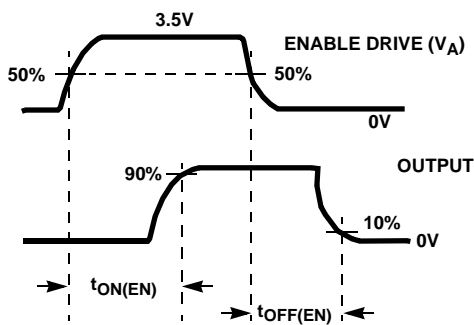 3.5V
ENABLE DRIVE (VA)
50%
50%
0V
OUTPUT
90%
10%
0V
tON(EN)
tOFF(EN)